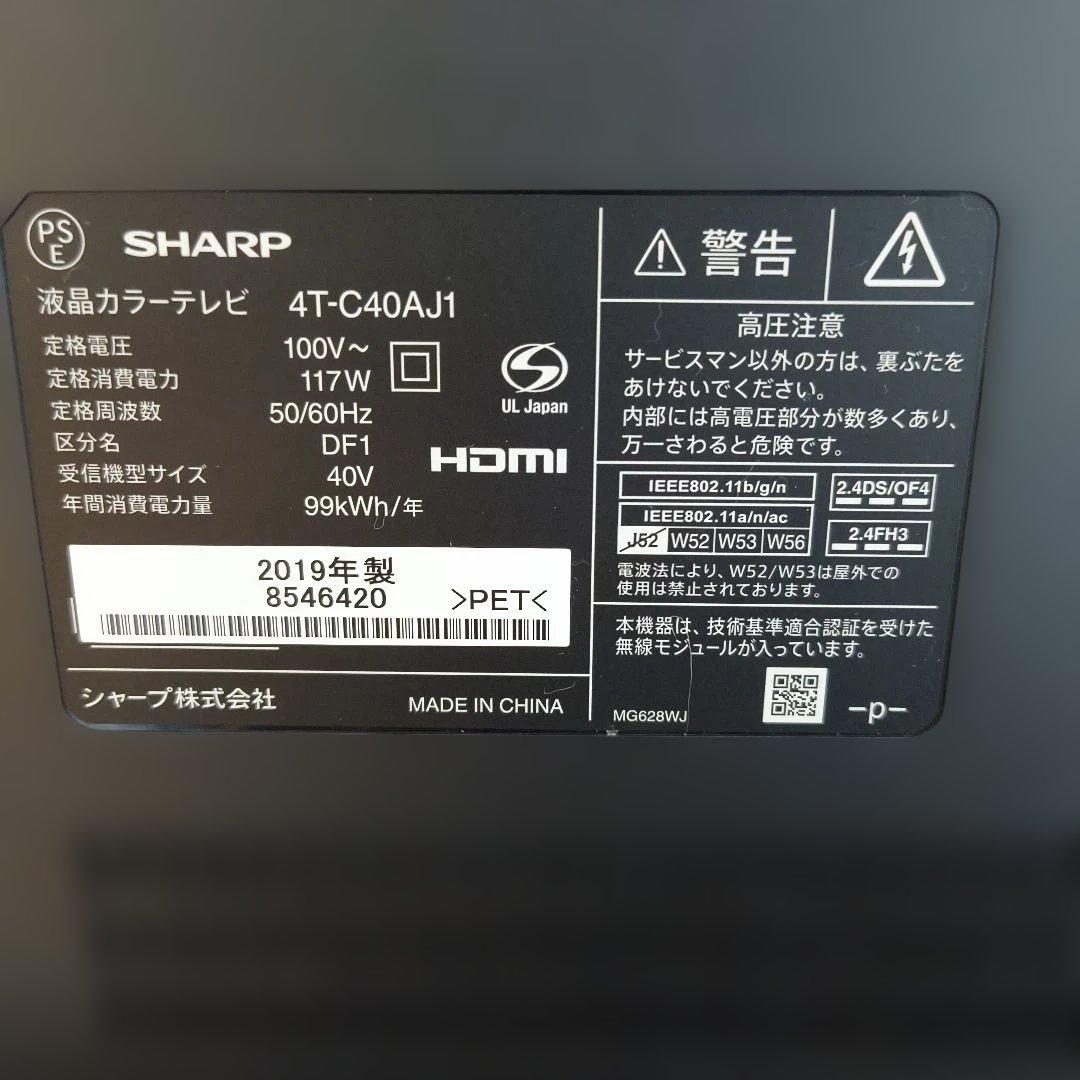 PSE
SHARP
液晶カラーテレビ 4T-C40AJ1
定格電圧 100V～
定格消費電力 117W
定格周波数 50/60Hz
区分名 DF1
受信機型サイズ 40V
年間消費電力量 99kWh/年
UL Japan
HDMI
2019年製
8546420 >PET<
シャープ株式会社 MADE IN CHINA
警告
高圧注意
サービスマン以外の方は、裏ぶたを
あけないでください。
内部には高電圧部分が数多くあり、
万一さわると危険です。
IEEE802.11b/g/n
IEEE802.11a/n/ac
J52 W52 W53 W56
2.4DS/OF4
2.4FH3
電波法により、W52/W53は屋外での
使用は禁止されております。
本機器は、技術基準適合認証を受けた
無線モジュールが入っています。
MG628WJ
-p-